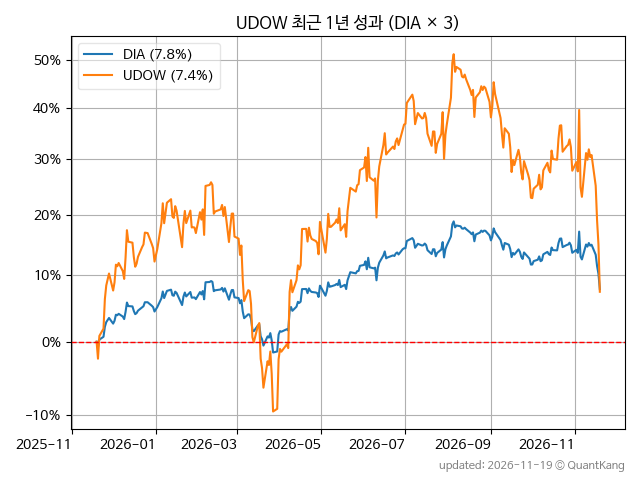 UDOW 최근 1년 성과 (DIA × 3)
DIA (7.8%)
UDOW (7.4%)
50%
40%
30%
20%
10%
0%
−10%
2025−11 2026−01 2026−03 2026−05 2026−07 2026−09 2026−11
updated: 2026-11-19 © QuantKang